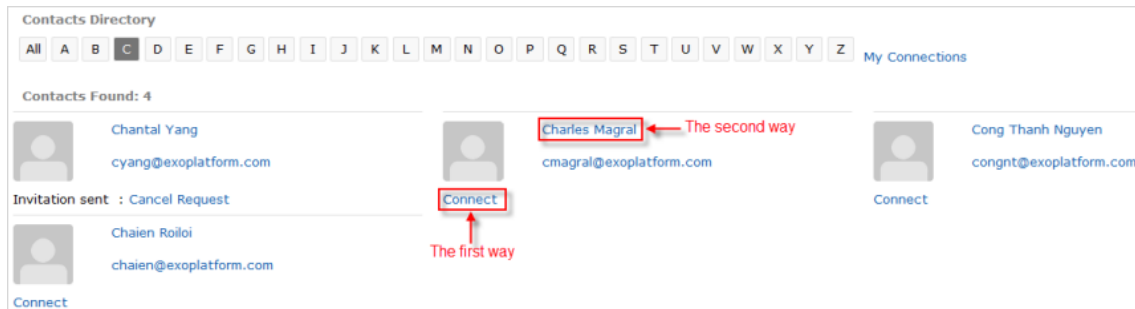 Contacts Directory
All A B C D E F G H I J K L M N O P Q R S T U V W X Y Z My Connections
Contacts Found: 4
Chantal Yang
cyang@exoplatform.com
Invitation sent : Cancel Request
Charles Magral
The second way
cmagral@exoplatform.com
Connect
The first way
Cong Thanh Nguyen
congnt@exoplatform.com
Connect
Chaien Roiloi
chaien@exoplatform.com
Connect